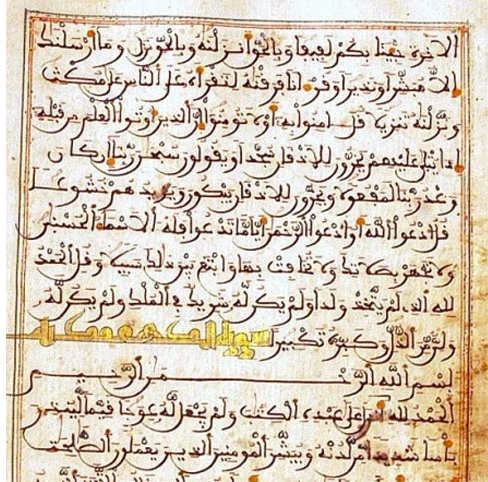 الاخرة جئنا بكم لفيفا وبالحق انزلنه وبالحق نزل وما ارسلنك
الا مبشرا ونذيرا وقرانا فرقنه لتقراه على الناس على مكث
ونزلنه تنزيلا قل امنوا به او لا تومنوا ان الذين اوتوا العلم من قبله
اذا يتلى عليهم يخرون للاذقان سجدا ويقولون سبحن ربنا ان كان
وعد ربنا لمفعولا ويخرون للاذقان يبكون ويزيدهم خشوعا
قل ادعوا الله او ادعوا الرحمن اياما تدعوا فله الاسماء الحسنى
ولا تجهر بصلاتك ولا تخافت بها وابتغ بين ذلك سبيلا وقل الحمد
لله الذي لم يتخذ ولدا ولم يكن له شريك في الملك ولم يكن له
ولي من الذل وكبره تكبيرا سورة الكهف
بسم الله الرحمن الرحيم
الحمد لله الذي انزل على عبده الكتب ولم يجعل له عوجا قيما لينذر
باسا شديدا من لدنه ويبشر المومنين الذين يعملون الصلحت